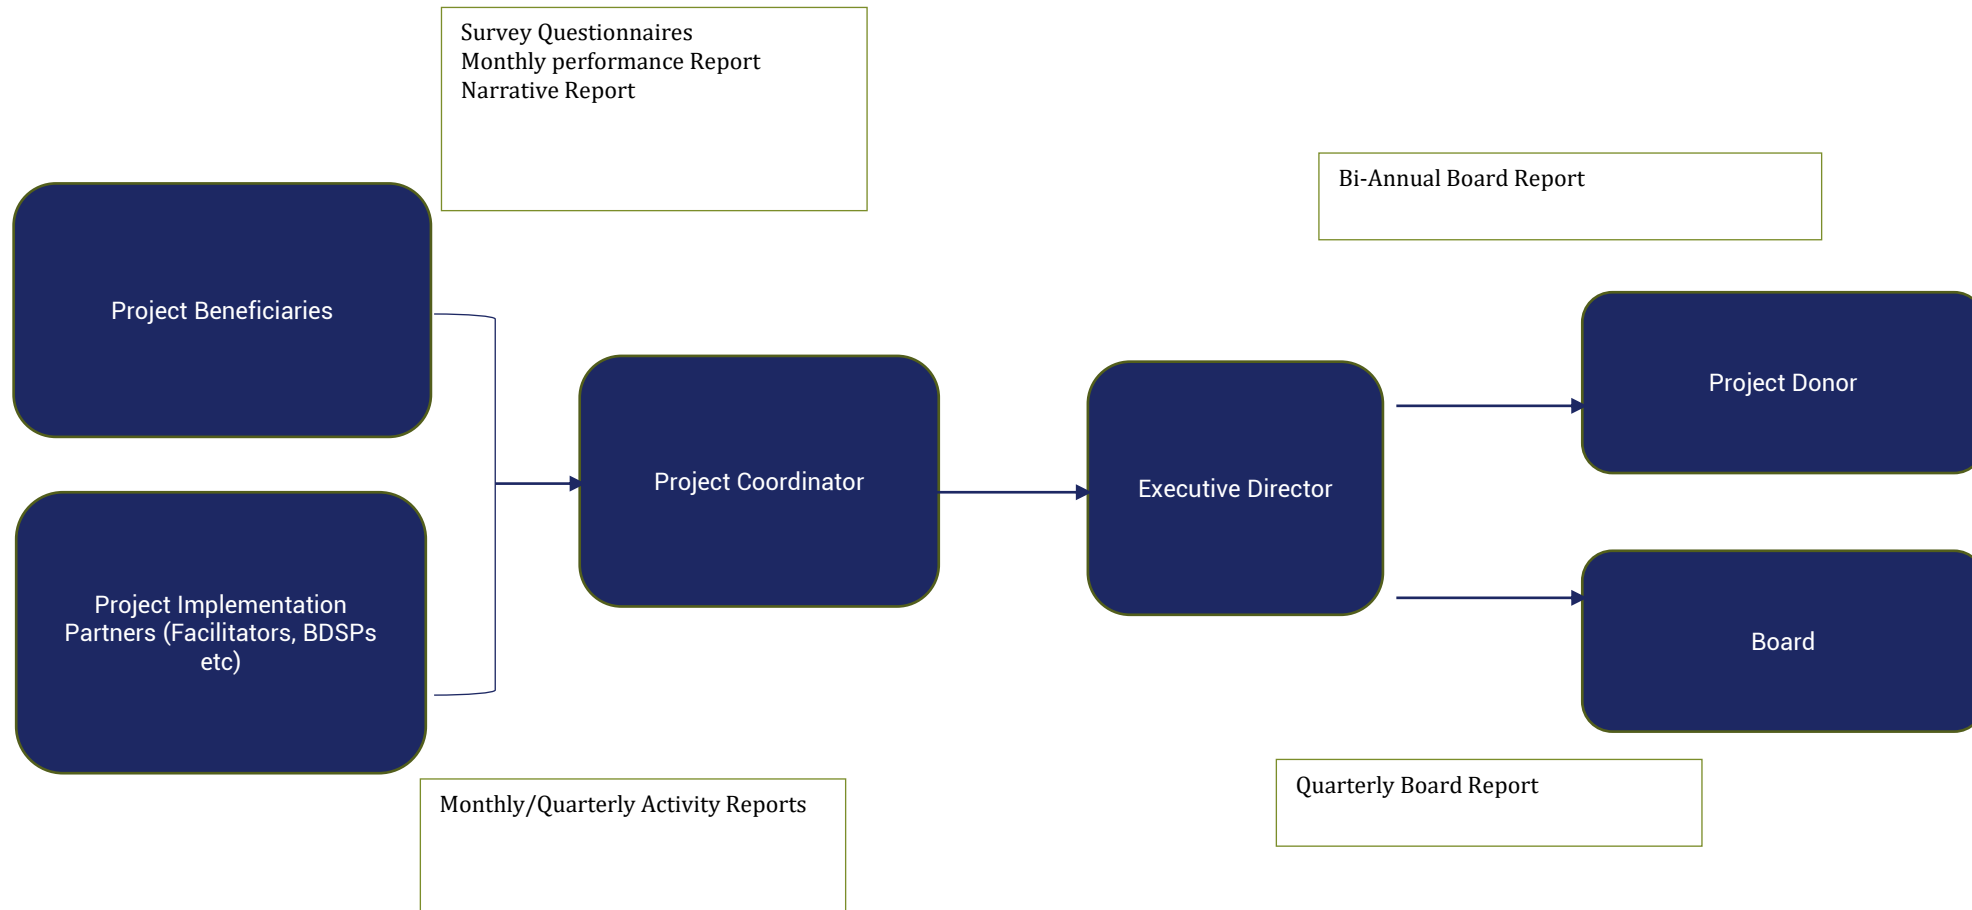 Survey Questionnaires
Monthly performance Report
Narrative Report
Bi-Annual Board Report
Project Beneficiaries
Project Donor
Project Coordinator
Executive Director
Project Implementation
Partners (Facilitators, BDSPs
etc)
Board
Monthly/Quarterly Activity Reports
Quarterly Board Report